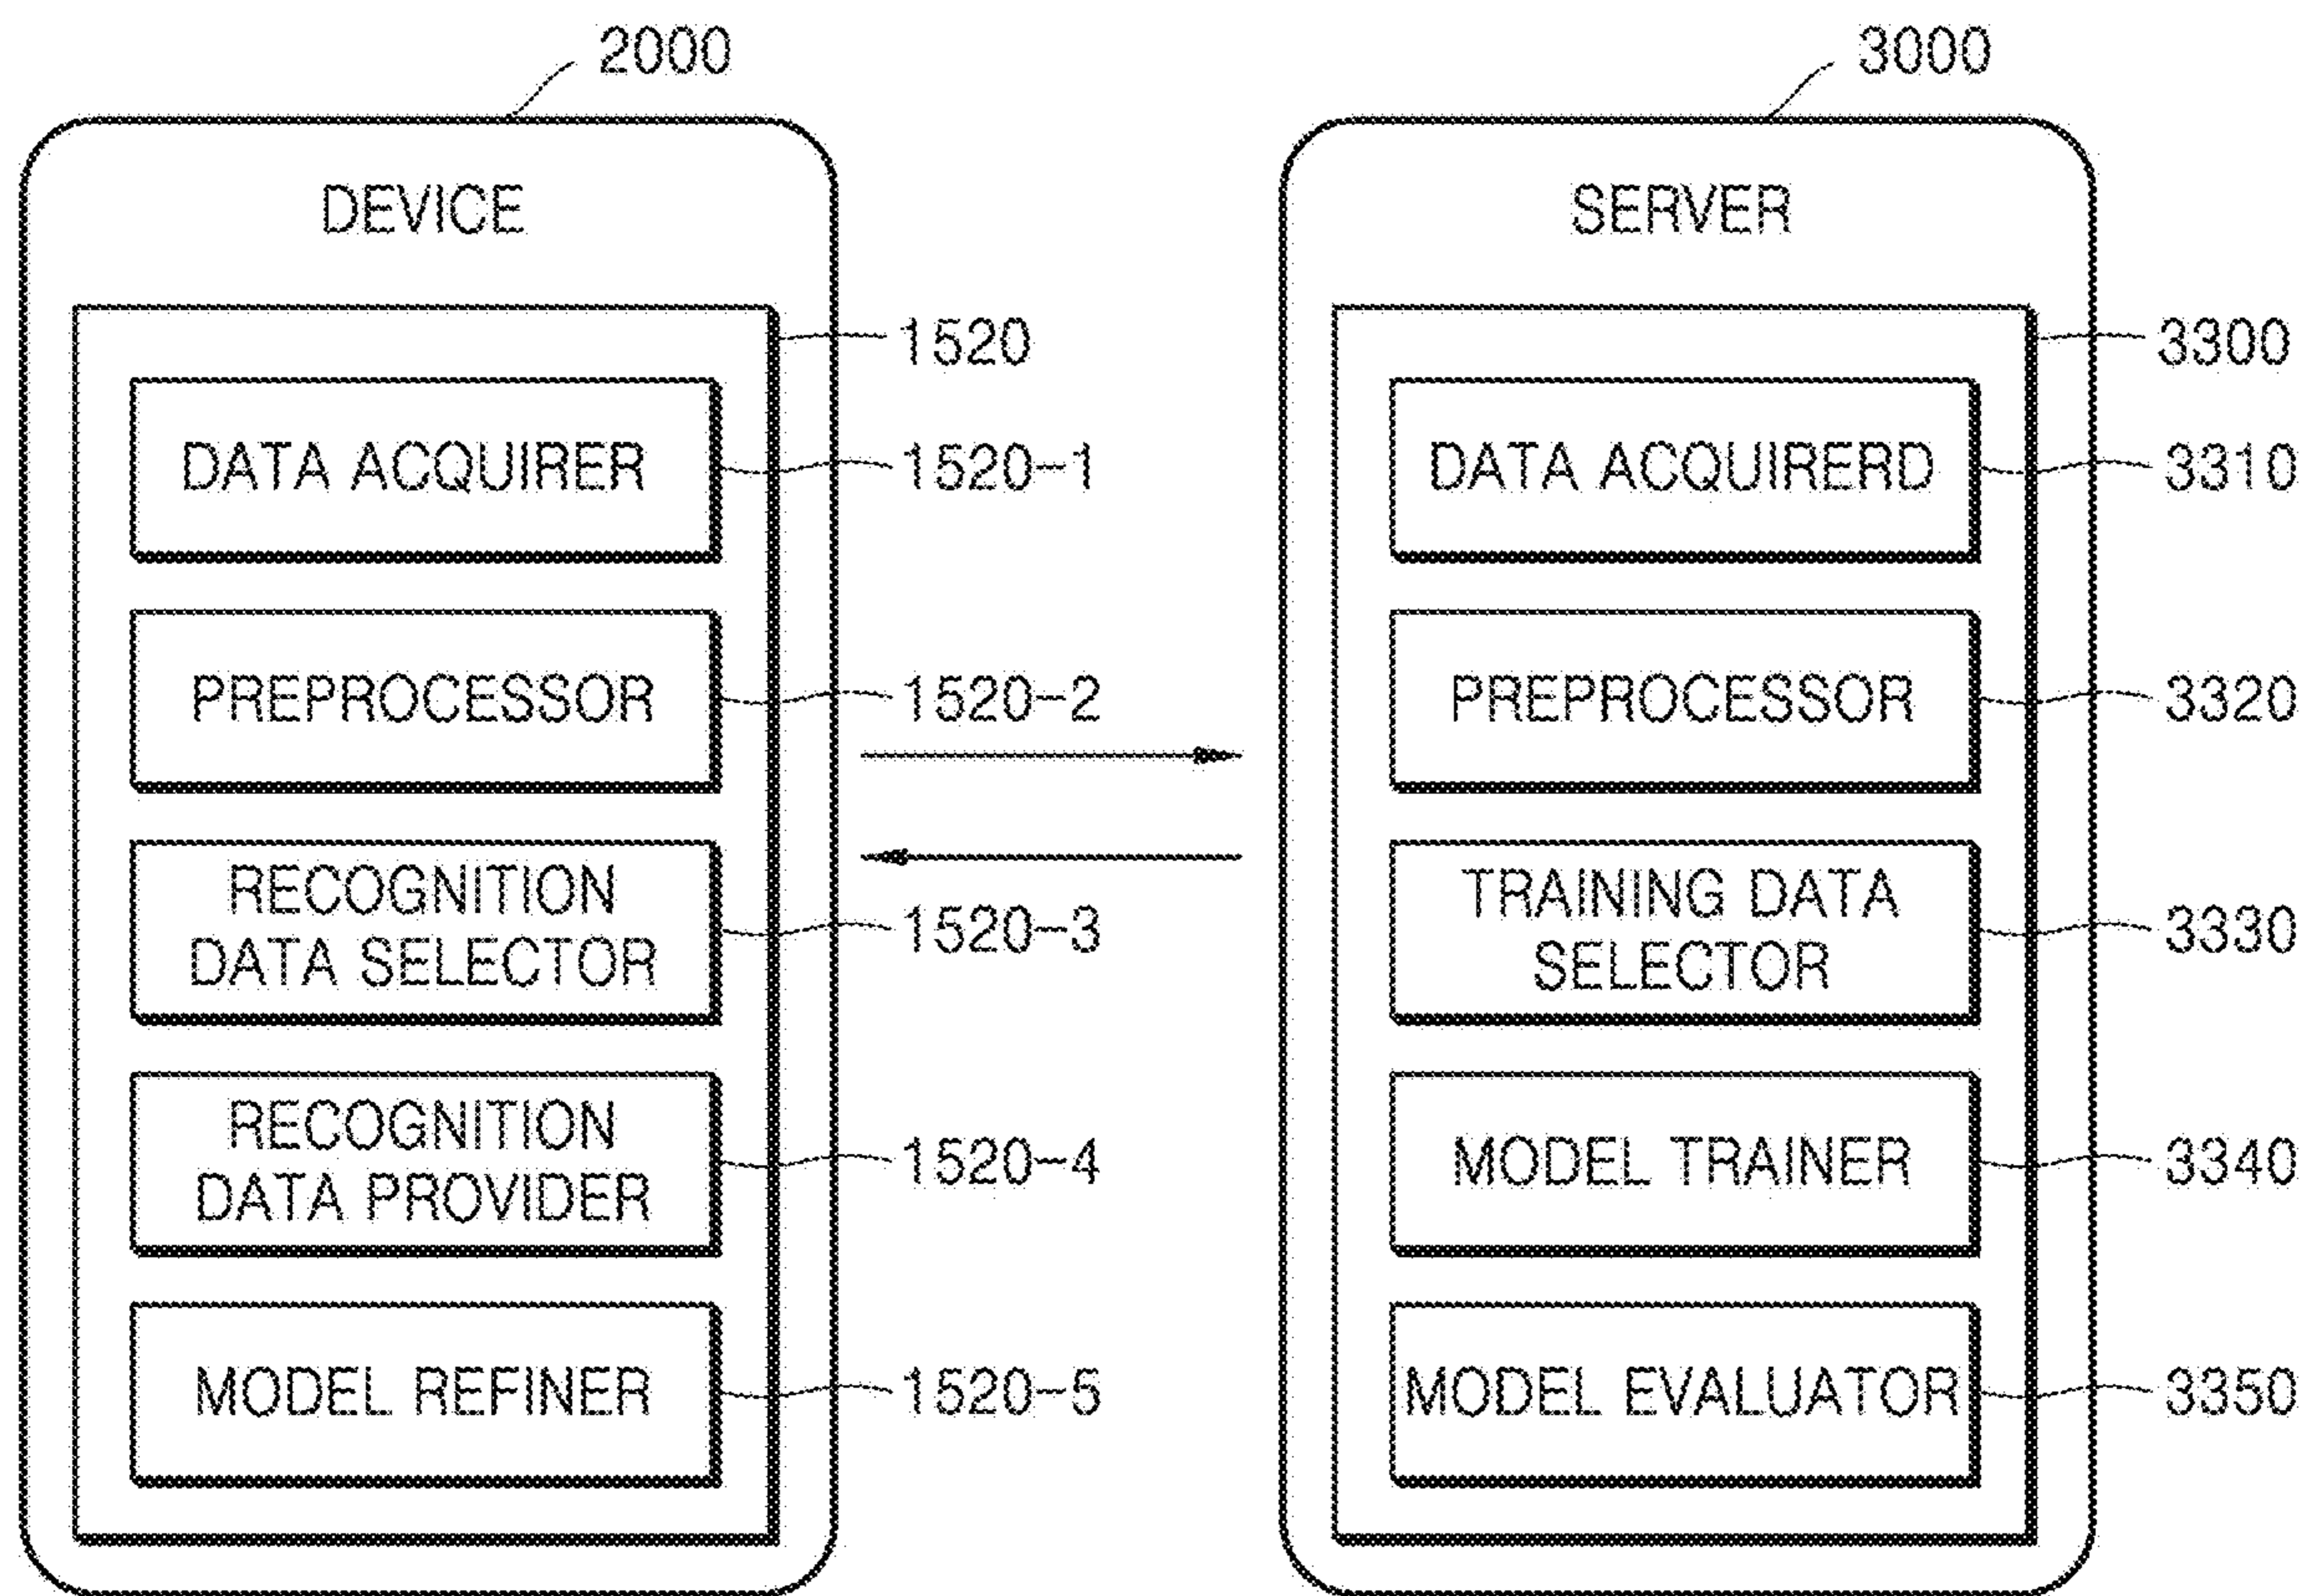 2000
DEVICE
1520
DATA ACQUIRER
1520-1
PREPROCESSOR
1520-2
RECOGNITION
DATA SELECTOR
1520-3
RECOGNITION
DATA PROVIDER
1520-4
MODEL REFINER
1520-5
3000
SERVER
3300
DATA ACQUIRERD
3310
PREPROCESSOR
3320
TRAINING DATA
SELECTOR
3330
MODEL TRAINER
3340
MODEL EVALUATOR
3350